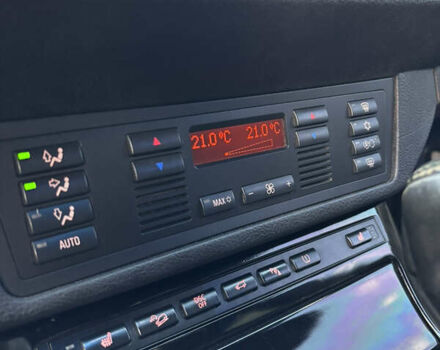 21.0°C 21.0°C
MAX
- +
AUTO
DSC
OFF